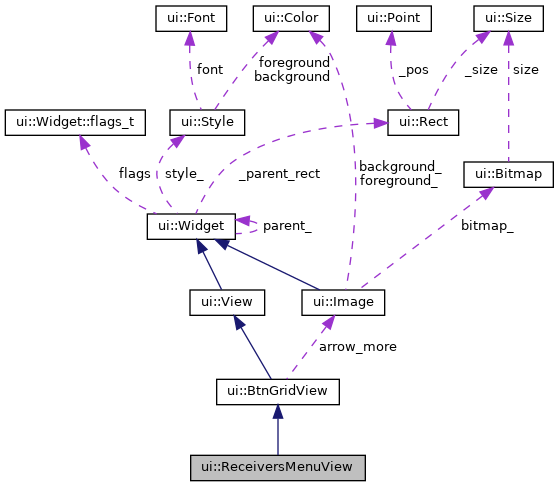 ui::Font
ui::Color
ui::Point
ui::Size
font
foreground
background
_pos
_size
size
ui::Widget::flags_t
ui::Style
ui::Rect
flags
style_
_parent_rect
background_
foreground_
ui::Bitmap
ui::Widget
parent_
bitmap_
ui::View
ui::Image
arrow_more
ui::BtnGridView
ui::ReceiversMenuView